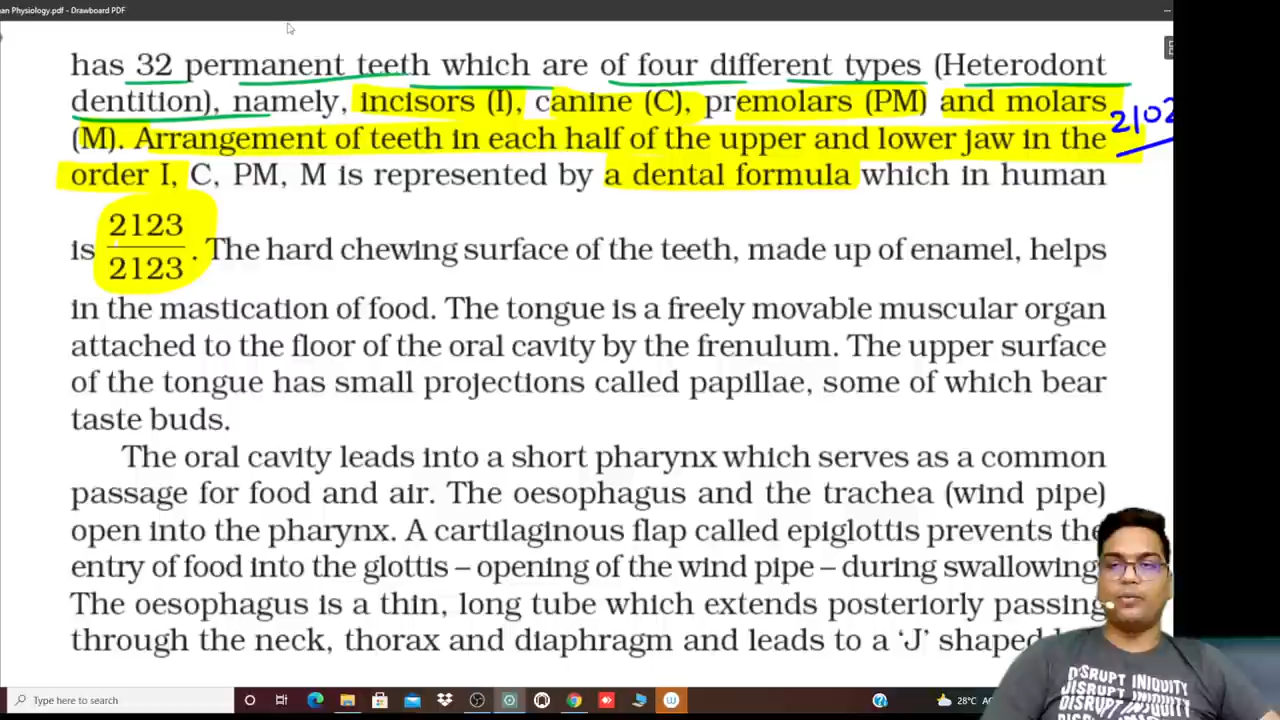 an Physiology.pdf - Drawboard PDF
has 32 permanent teeth which are of four different types (Heterodont
dentition), namely, incisors (I), canine (C), premolars (PM) and molars
2102
(M). Arrangement of teeth in each half of the upper and lower jaw in the
order I, C, PM, M is represented by a dental formula which in human
2123
is
2123
. The hard chewing surface of the teeth, made up of enamel, helps
in the mastication of food. The tongue is a freely movable muscular organ
attached to the floor of the oral cavity by the frenulum. The upper surface
of the tongue has small projections called papillae, some of which bear
taste buds.
The oral cavity leads into a short pharynx which serves as a common
passage for food and air. The oesophagus and the trachea (wind pipe)
open into the pharynx. A cartilaginous flap called epiglottis prevents the
entry of food into the glottis – opening of the wind pipe – during swallowing
The oesophagus is a thin, long tube which extends posteriorly passing
through the neck, thorax and diaphragm and leads to a ‘J’ shaped
DISRUPT INIQUITY
DISRUPT INIQUITY
DISRUPT INIQUITY
Type here to search
28°C